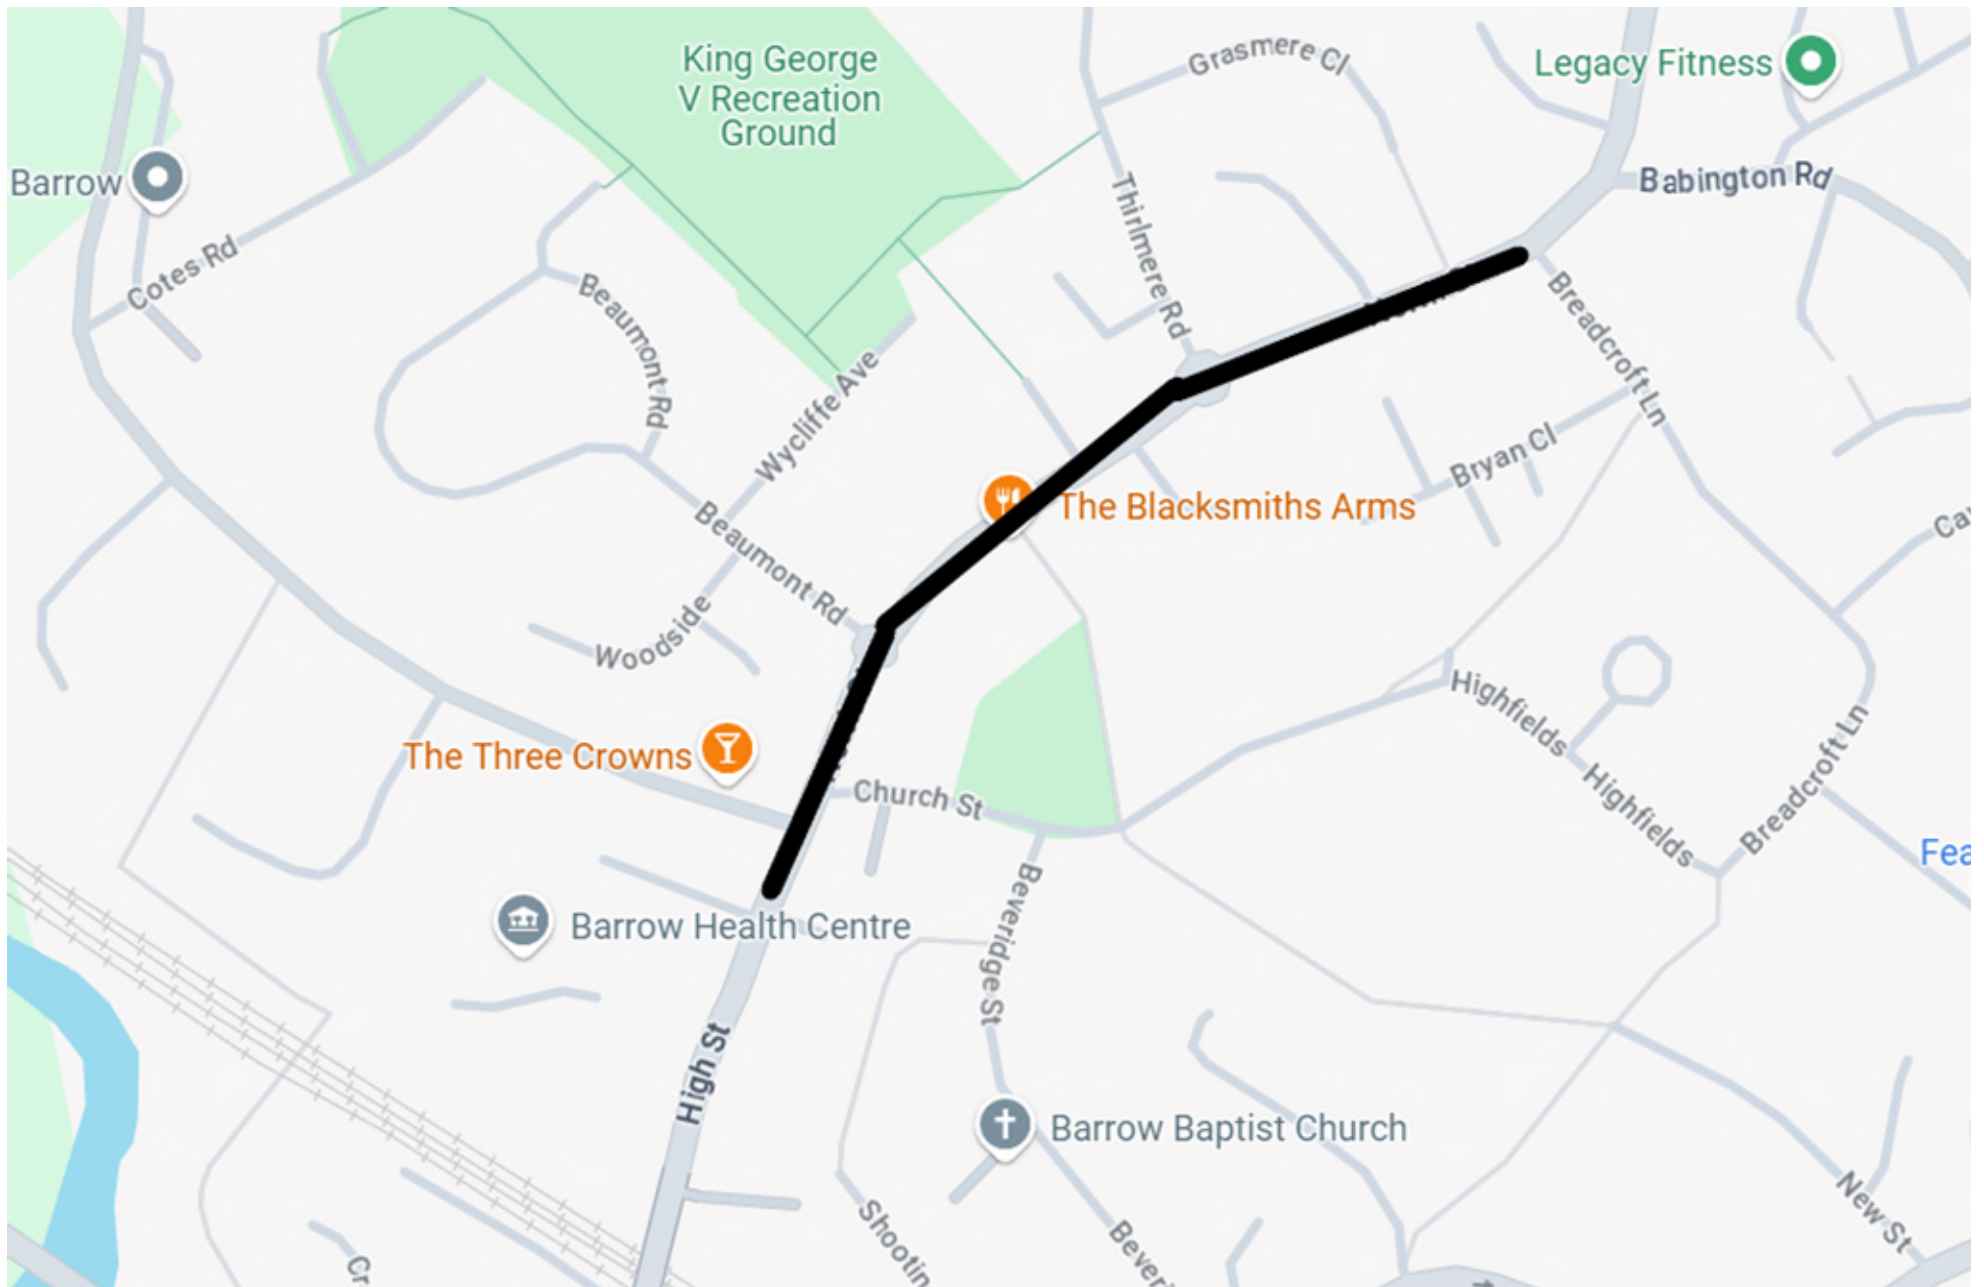 King George
V Recreation
Ground
Grasmere Cl
Legacy Fitness
Barrow
Babington Rd
Thirlmere Rd
Cotes Rd
Beaumont Rd
Breadcroft Ln
Wycliffe Ave
Bryan Cl
The Blacksmiths Arms
Beaumont Rd
Woodside
Highfields
The Three Crowns
Church St
Highfields
Breadcroft Ln
Beveridge St
Barrow Health Centre
High St
Barrow Baptist Church
New St